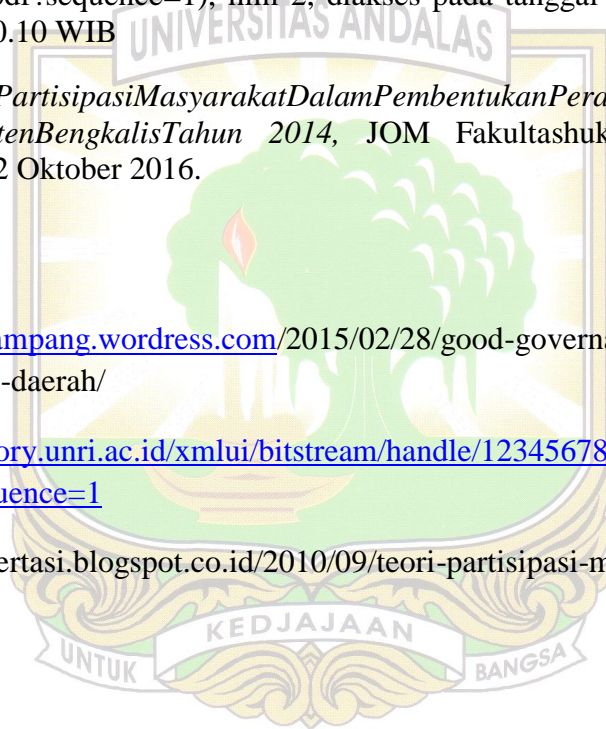 sequence=1), hlm 2, diakses pada tanggal
0.10 WIB
UNIVERSITAS ANDALAS
PartisipasiMasyarakatDalamPembentukanPera
tenBengkalisTahun 2014, JOM Fakultashuk
2 Oktober 2016.
ampang.wordress.com/2015/02/28/good-governa
-daerah/
ory.unri.ac.id/xmlui/bitstream/handle/12345678
uence=1
ertasi.blogspot.co.id/2010/09/teori-partisipasi-m
KEDJAJAAN
UNTUK
BANGSA